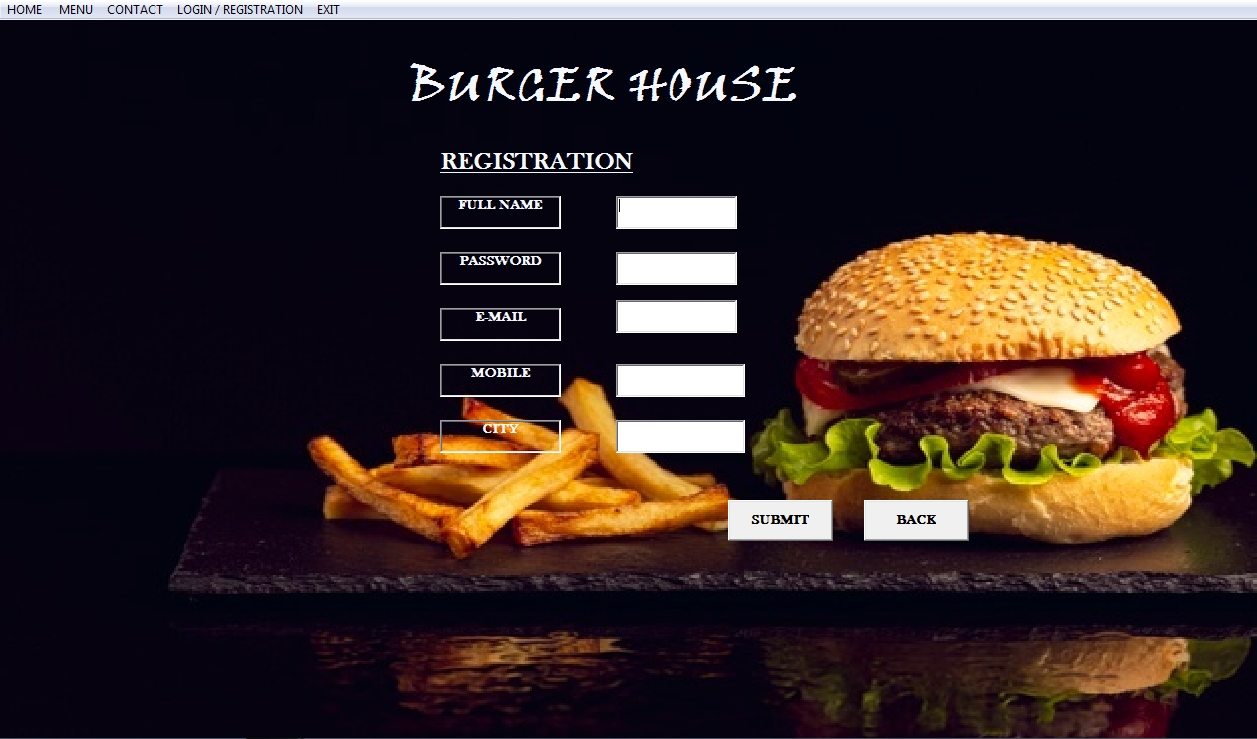 HOME MENU CONTACT LOGIN / REGISTRATION EXIT
BURGER HOUSE
REGISTRATION
FULL NAME
PASSWORD
E-MAIL
MOBILE
CITY
SUBMIT BACK